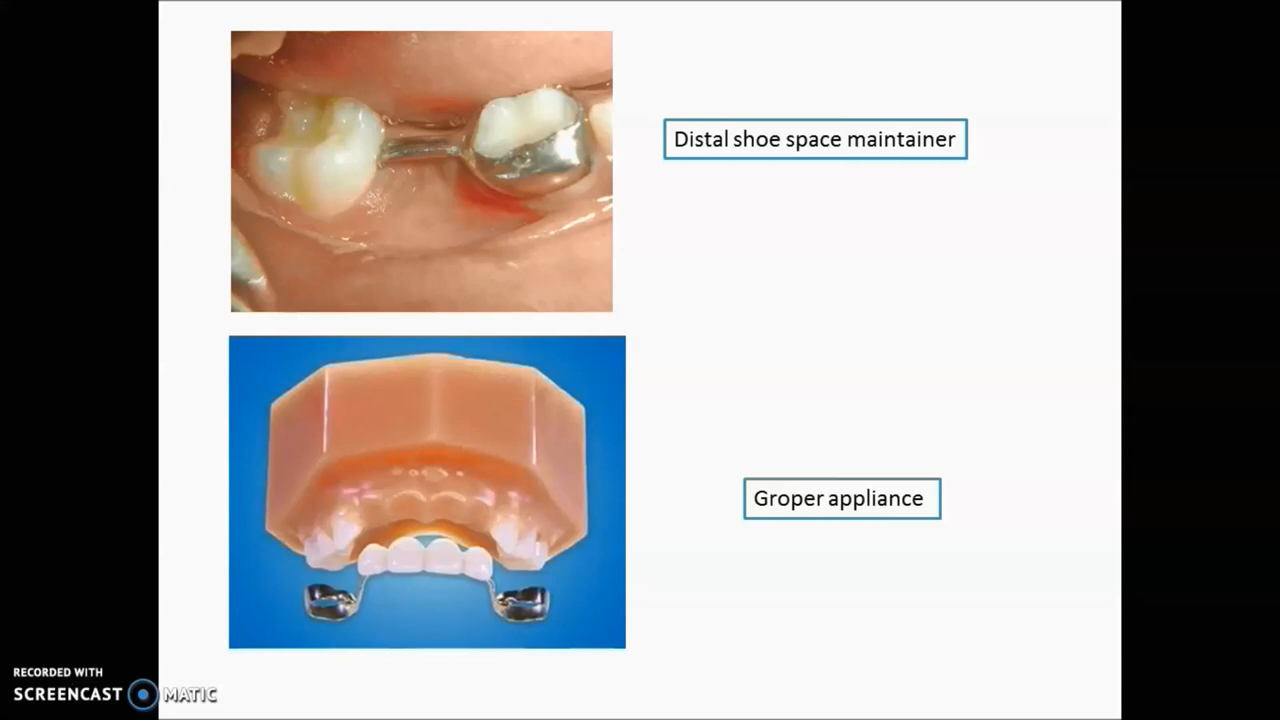 Distal shoe space maintainer
Groper appliance
RECORDED WITH
SCREENCAST MATIC